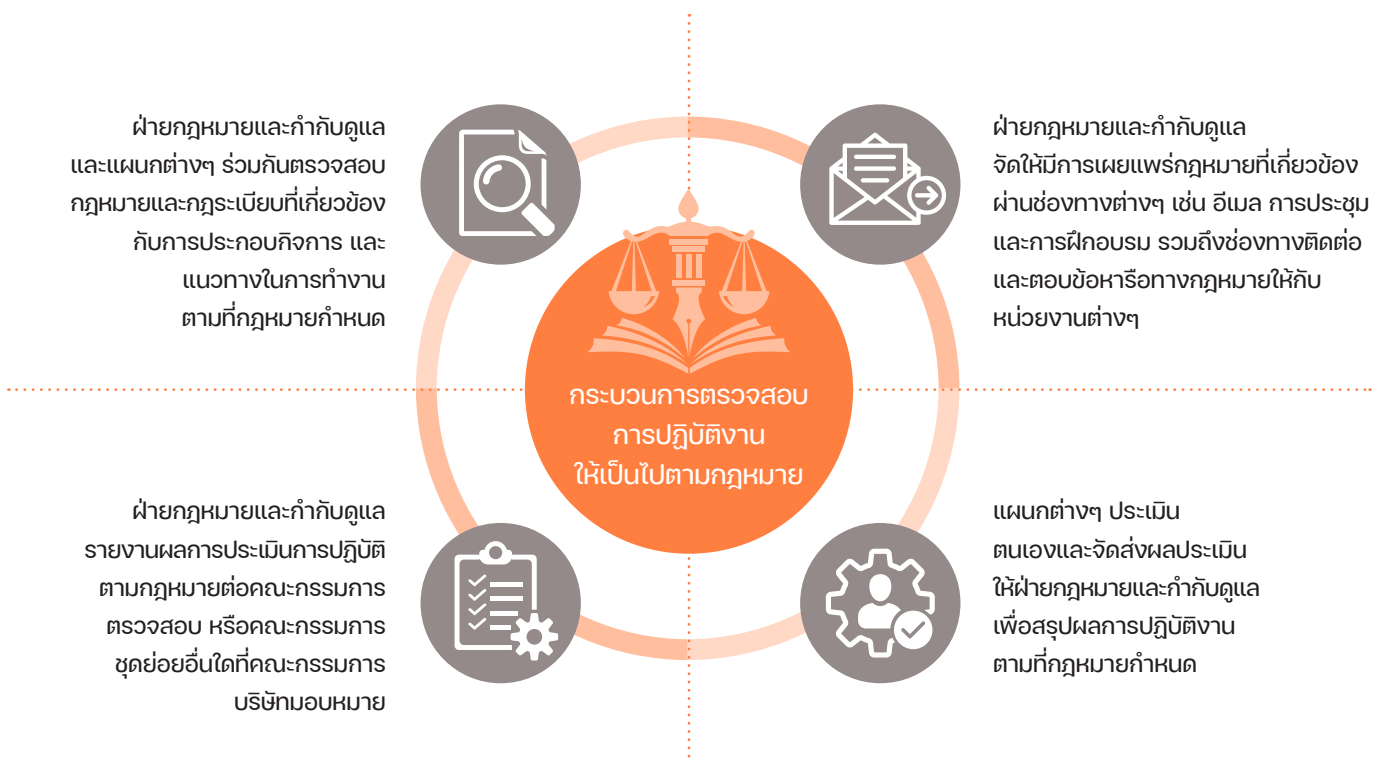 ฝ่ายกฎหมายและกำกับดูแล
และแผนกต่างๆ ร่วมกันตรวจสอบ
กฎหมายและกฎระเบียบที่เกี่ยวข้อง
กับการประกอบกิจการ และ
แนวทางในการทำงาน
ตามที่กฎหมายกำหนด
ฝ่ายกฎหมายและกำกับดูแล
จัดให้มีการเผยแพร่กฎหมายที่เกี่ยวข้อง
ผ่านช่องทางต่างๆ เช่น อีเมล การประชุม
และการฝึกอบรม รวมถึงช่องทางติดต่อ
และตอบข้อหารือทางกฎหมายให้กับ
หน่วยงานต่างๆ
กระบวนการตรวจสอบ
การปฏิบัติงาน
ให้เป็นไปตามกฎหมาย
ฝ่ายกฎหมายและกำกับดูแล
รายงานผลการประเมินการปฏิบัติ
ตามกฎหมายต่อคณะกรรมการ
ตรวจสอบ หรือคณะกรรมการ
ชุดย่อยอื่นใดที่คณะกรรมการ
บริษัทมอบหมาย
แผนกต่างๆ ประเมิน
ตนเองและจัดส่งผลประเมิน
ให้ฝ่ายกฎหมายและกำกับดูแล
เพื่อสรุปผลการปฏิบัติงาน
ตามที่กฎหมายกำหนด